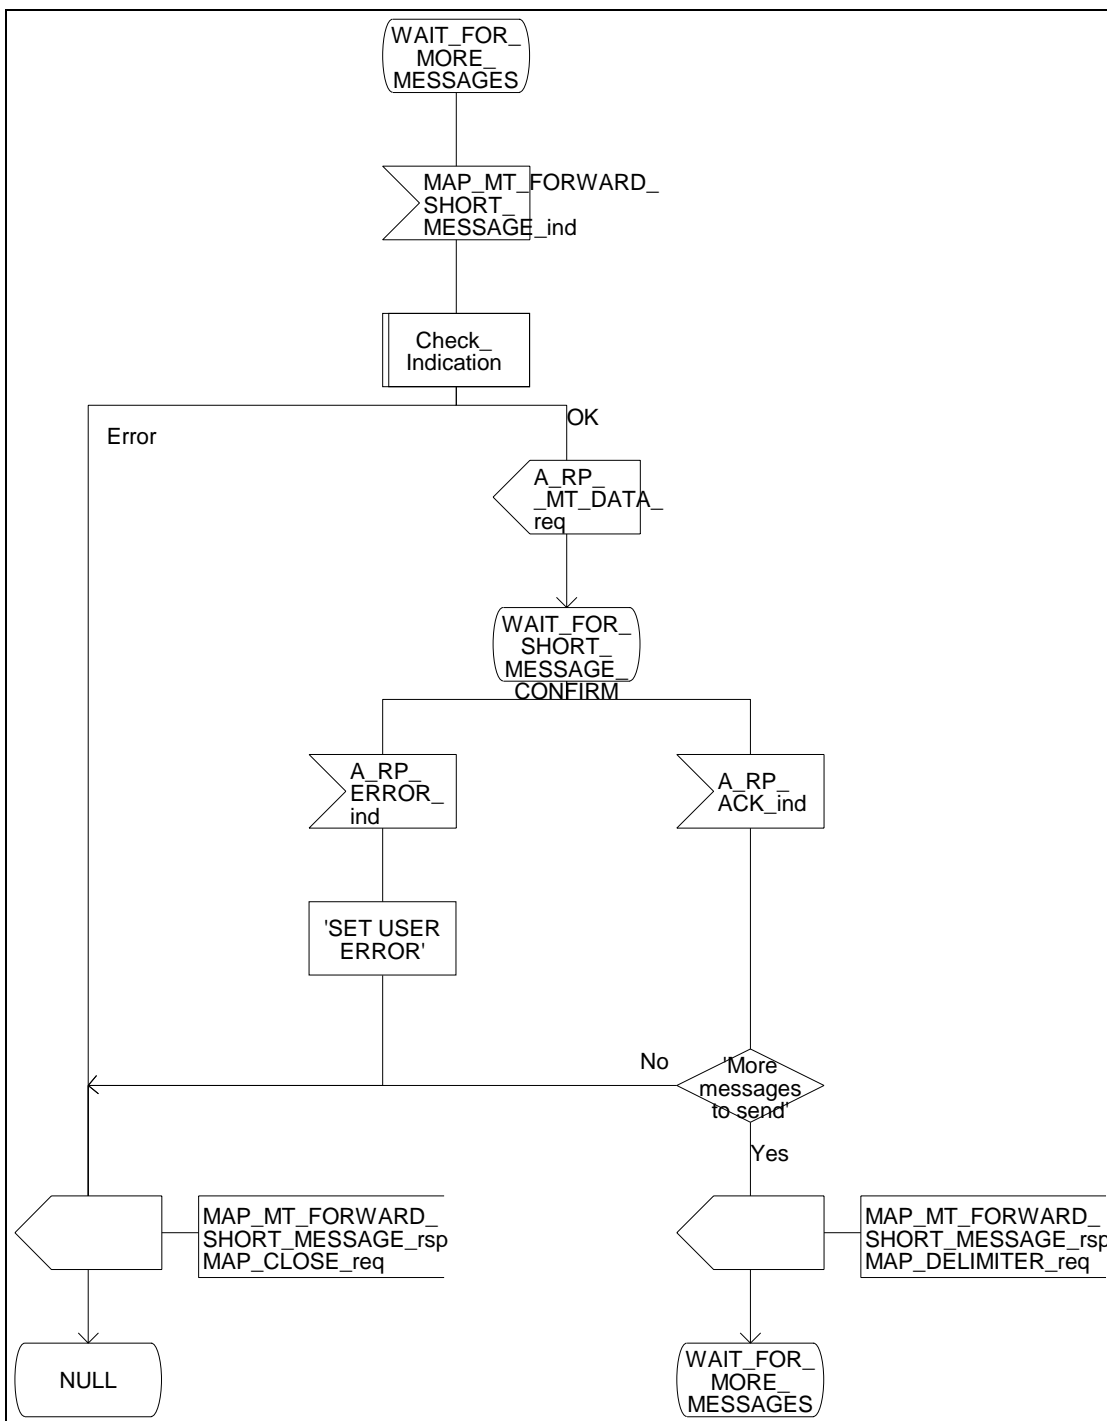 WAIT_FOR_
MORE_
MESSAGES
MAP_MT_FORWARD_
SHORT_
MESSAGE_ind
Check_
Indication
Error
OK
A_RP_
_MT_DATA_
req
WAIT_FOR_
SHORT_
MESSAGE_
CONFIRM
A_RP_
ERROR_
ind
A_RP_
ACK_ind
'SET USER
ERROR'
No
'More
messages
to send'
Yes
MAP_MT_FORWARD_
SHORT_MESSAGE_rsp
MAP_CLOSE_req
MAP_MT_FORWARD_
SHORT_MESSAGE_rsp
MAP_DELIMITER_req
NULL
WAIT_FOR_
MORE_
MESSAGES